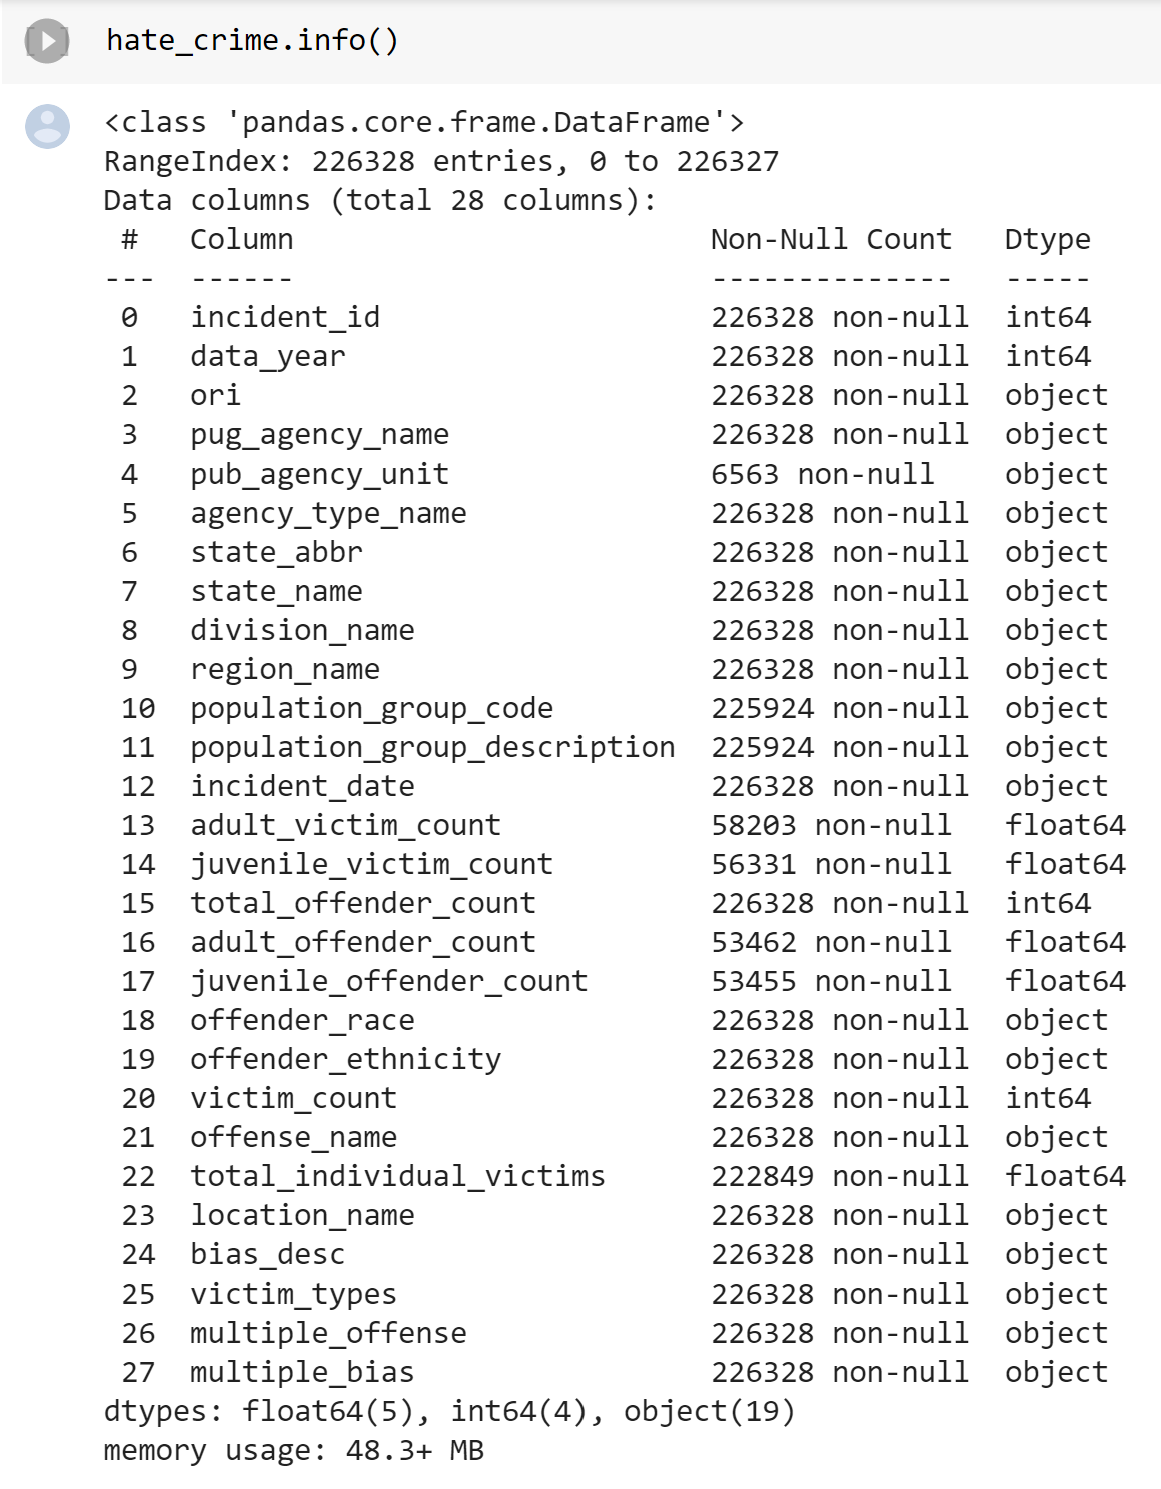 hate_crime.info()
<class 'pandas.core.frame.DataFrame'>
RangeIndex: 226328 entries, 0 to 226327
Data columns (total 28 columns):
 #   Column                        Non-Null Count   Dtype
---  ------                        --------------   -----
 0   incident_id                   226328 non-null  int64
 1   data_year                     226328 non-null  int64
 2   ori                           226328 non-null  object
 3   pug_agency_name               226328 non-null  object
 4   pub_agency_unit               6563 non-null    object
 5   agency_type_name              226328 non-null  object
 6   state_abbr                    226328 non-null  object
 7   state_name                    226328 non-null  object
 8   division_name                 226328 non-null  object
 9   region_name                   226328 non-null  object
 10  population_group_code         225924 non-null  object
 11  population_group_description  225924 non-null  object
 12  incident_date                 226328 non-null  object
 13  adult_victim_count            58203 non-null   float64
 14  juvenile_victim_count         56331 non-null   float64
 15  total_offender_count          226328 non-null  int64
 16  adult_offender_count          53462 non-null   float64
 17  juvenile_offender_count       53455 non-null   float64
 18  offender_race                 226328 non-null  object
 19  offender_ethnicity            226328 non-null  object
 20  victim_count                  226328 non-null  int64
 21  offense_name                  226328 non-null  object
 22  total_individual_victims      222849 non-null  float64
 23  location_name                 226328 non-null  object
 24  bias_desc                     226328 non-null  object
 25  victim_types                  226328 non-null  object
 26  multiple_offense              226328 non-null  object
 27  multiple_bias                 226328 non-null  object
dtypes: float64(5), int64(4), object(19)
memory usage: 48.3+ MB